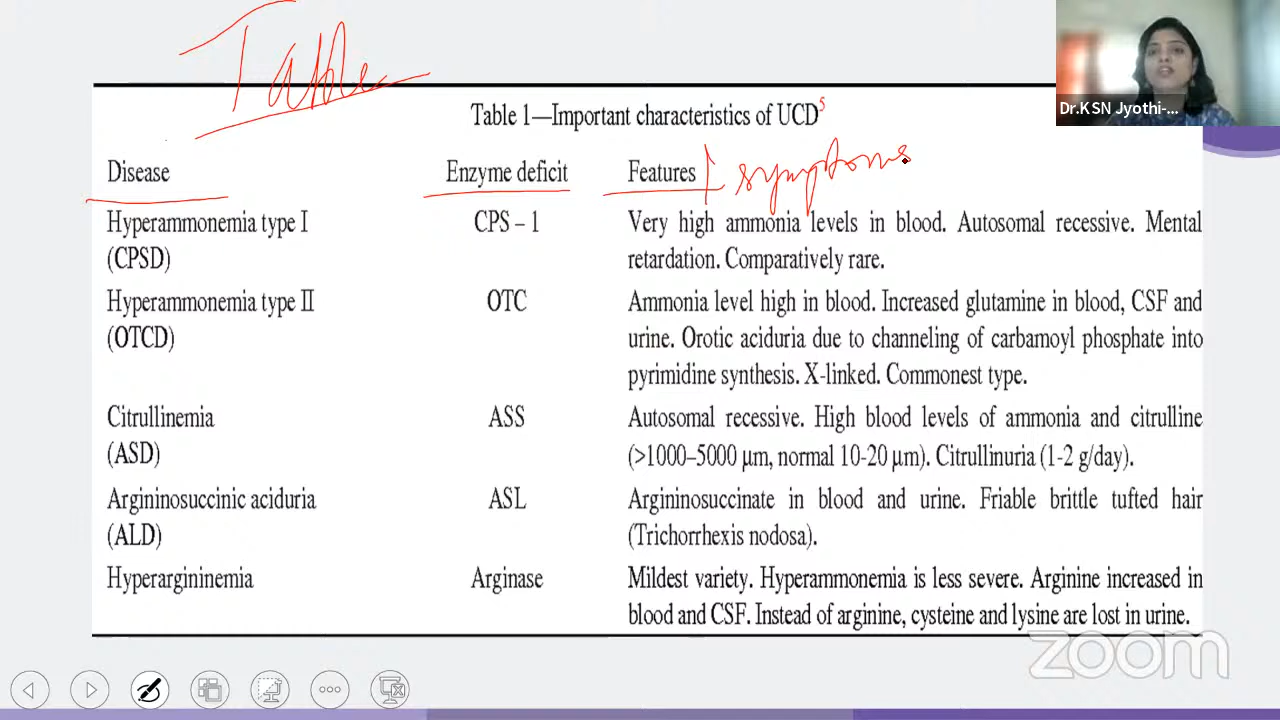 Table
Dr.KSN Jyothi-...
Table 1—Important characteristics of UCD5
Disease Enzyme deficit Features / symptoms
Hyperammonemia type I CPS – 1 Very high ammonia levels in blood. Autosomal recessive. Mental
(CPSD) retardation. Comparatively rare.
Hyperammonemia type II OTC Ammonia level high in blood. Increased glutamine in blood, CSF and
(OTCD) urine. Orotic aciduria due to channeling of carbamoyl phosphate into
pyrimidine synthesis. X-linked. Commonest type.
Citrullinemia ASS Autosomal recessive. High blood levels of ammonia and citrulline
(ASD) (>1000–5000 µm, normal 10-20 µm). Citrullinuria (1-2 g/day).
Argininosuccinic aciduria ASL Argininosuccinate in blood and urine. Friable brittle tufted hair
(ALD) (Trichorrhexis nodosa).
Hyperargininemia Arginase Mildest variety. Hyperammonemia is less severe. Arginine increased in
blood and CSF. Instead of arginine, cysteine and lysine are lost in urine.
zoom